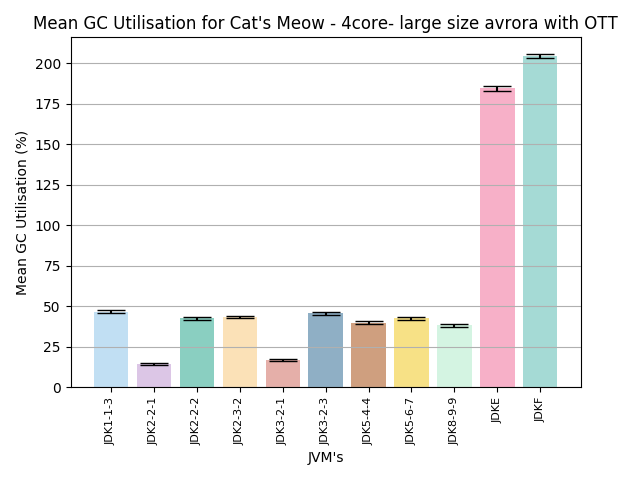 Mean GC Utilisation for Cat's Meow - 4core- large size avrora with OTT
Mean GC Utilisation (%)
200
175
150
125
100
75
50
25
0
JDK1-1-3
JDK2-2-1
JDK2-2-2
JDK2-3-2
JDK3-2-1
JDK3-2-3
JDK5-4-4
JDK5-6-7
JDK8-9-9
JDKE
JDKF
JVM's